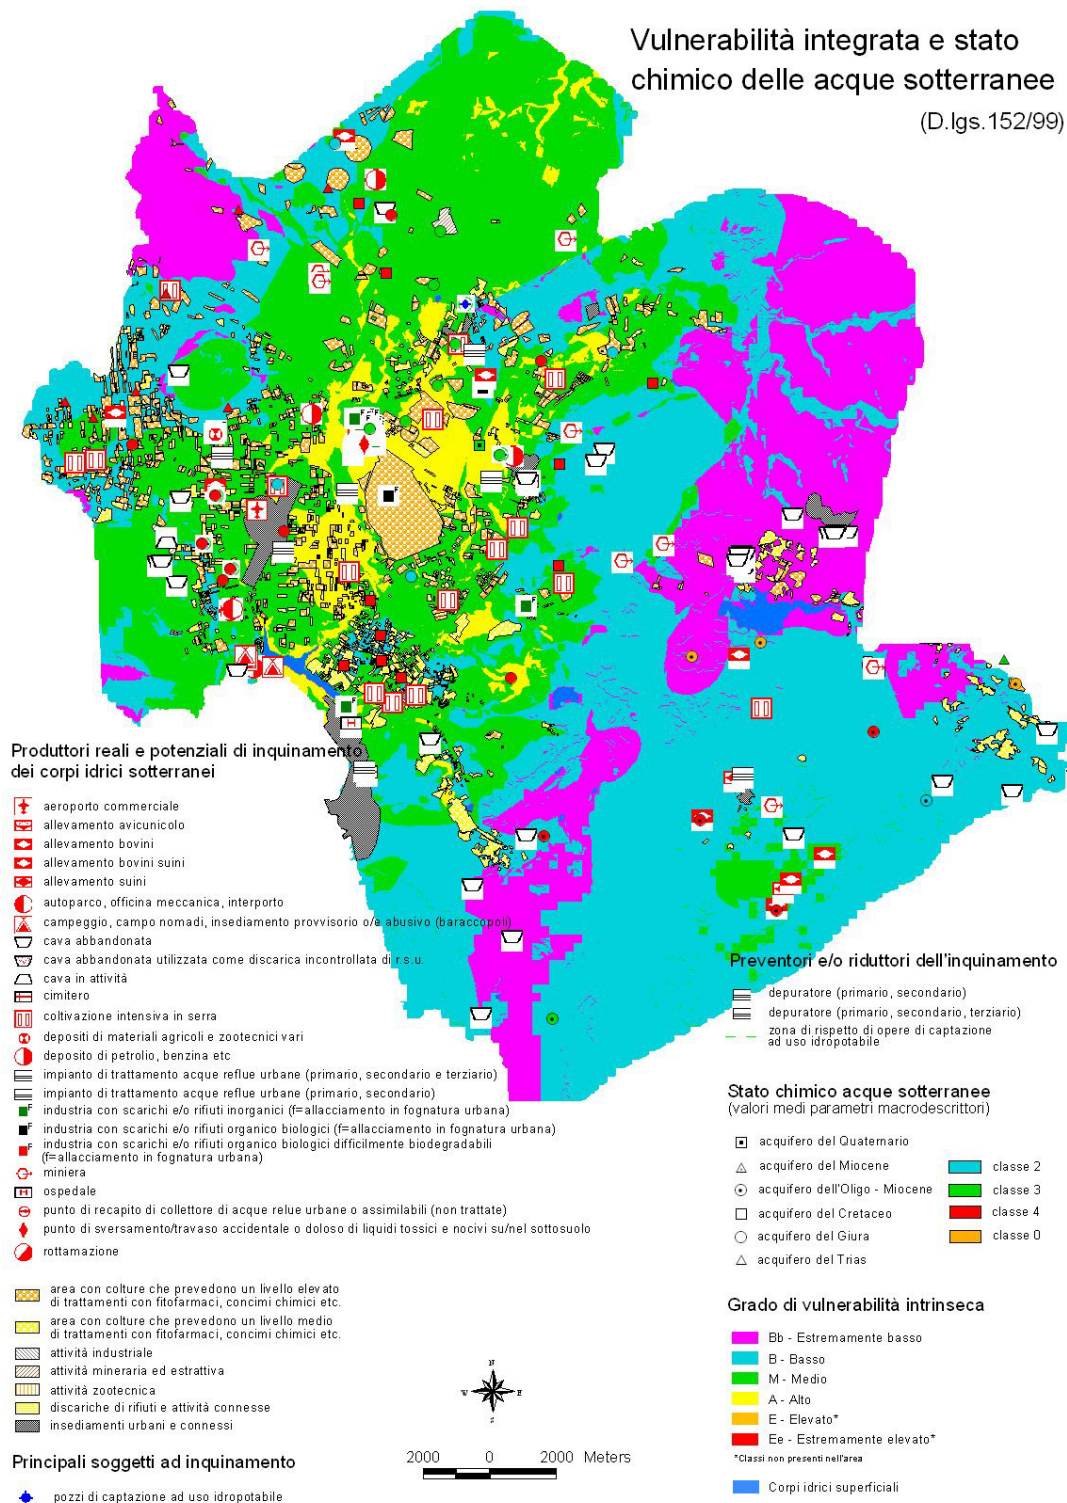 Vulnerabilità integrata e stato
chimico delle acque sotterranee
(D.lgs.152/99)
Produttori reali e potenziali di inquinamento
dei corpi idrici sotterranei
aeroporto commerciale
allevamento avicunicolo
allevamento bovini
allevamento bovini suini
allevamento suini
autoparco, officina meccanica, interporto
campeggio, campo nomadi, insediamento provvisorio o/e abusivo (baraccopoli)
cava abbandonata
cava abbandonata utilizzata come discarica incontrollata di r.s.u.
cava in attività
cimitero
coltivazione intensiva in serra
depositi di materiali agricoli e zootecnici vari
deposito di petrolio, benzina etc
impianto di trattamento acque reflue urbane (primario, secondario e terziario)
impianto di trattamento acque reflue urbane (primario, secondario)
F industria con scarichi e/o rifiuti inorganici (f=allacciamento in fognatura urbana)
F industria con scarichi e/o rifiuti organico biologici (f=allacciamento in fognatura urbana)
F industria con scarichi e/o rifiuti organico biologici difficilmente biodegradabili
(f=allacciamento in fognatura urbana)
miniera
H ospedale
punto di recapito di collettore di acque relue urbane o assimilabili (non trattate)
punto di sversamento/travaso accidentale o doloso di liquidi tossici e nocivi su/nel sottosuolo
rottamazione
area con colture che prevedono un livello elevato
di trattamenti con fitofarmaci, concimi chimici etc.
area con colture che prevedono un livello medio
di trattamenti con fitofarmaci, concimi chimici etc.
attività industriale
attività mineraria ed estrattiva
attività zootecnica
discariche di rifiuti e attività connesse
insediamenti urbani e connessi
Principali soggetti ad inquinamento
pozzi di captazione ad uso idropotabile
N
W E
S
2000 0 2000 Meters
Preventori e/o riduttori dell'inquinamento
depuratore (primario, secondario)
depuratore (primario, secondario, terziario)
zona di rispetto di opere di captazione
ad uso idropotabile
Stato chimico acque sotterranee
(valori medi parametri macrodescrittori)
acquifero del Quaternario
acquifero del Miocene
acquifero dell'Oligo - Miocene
acquifero del Cretaceo
acquifero del Giura
acquifero del Trias
classe 2
classe 3
classe 4
classe 0
Grado di vulnerabilità intrinseca
Bb - Estremamente basso
B - Basso
M - Medio
A - Alto
E - Elevato*
Ee - Estremamente elevato*
*Classi non presenti nell'area
Corpi idrici superficiali